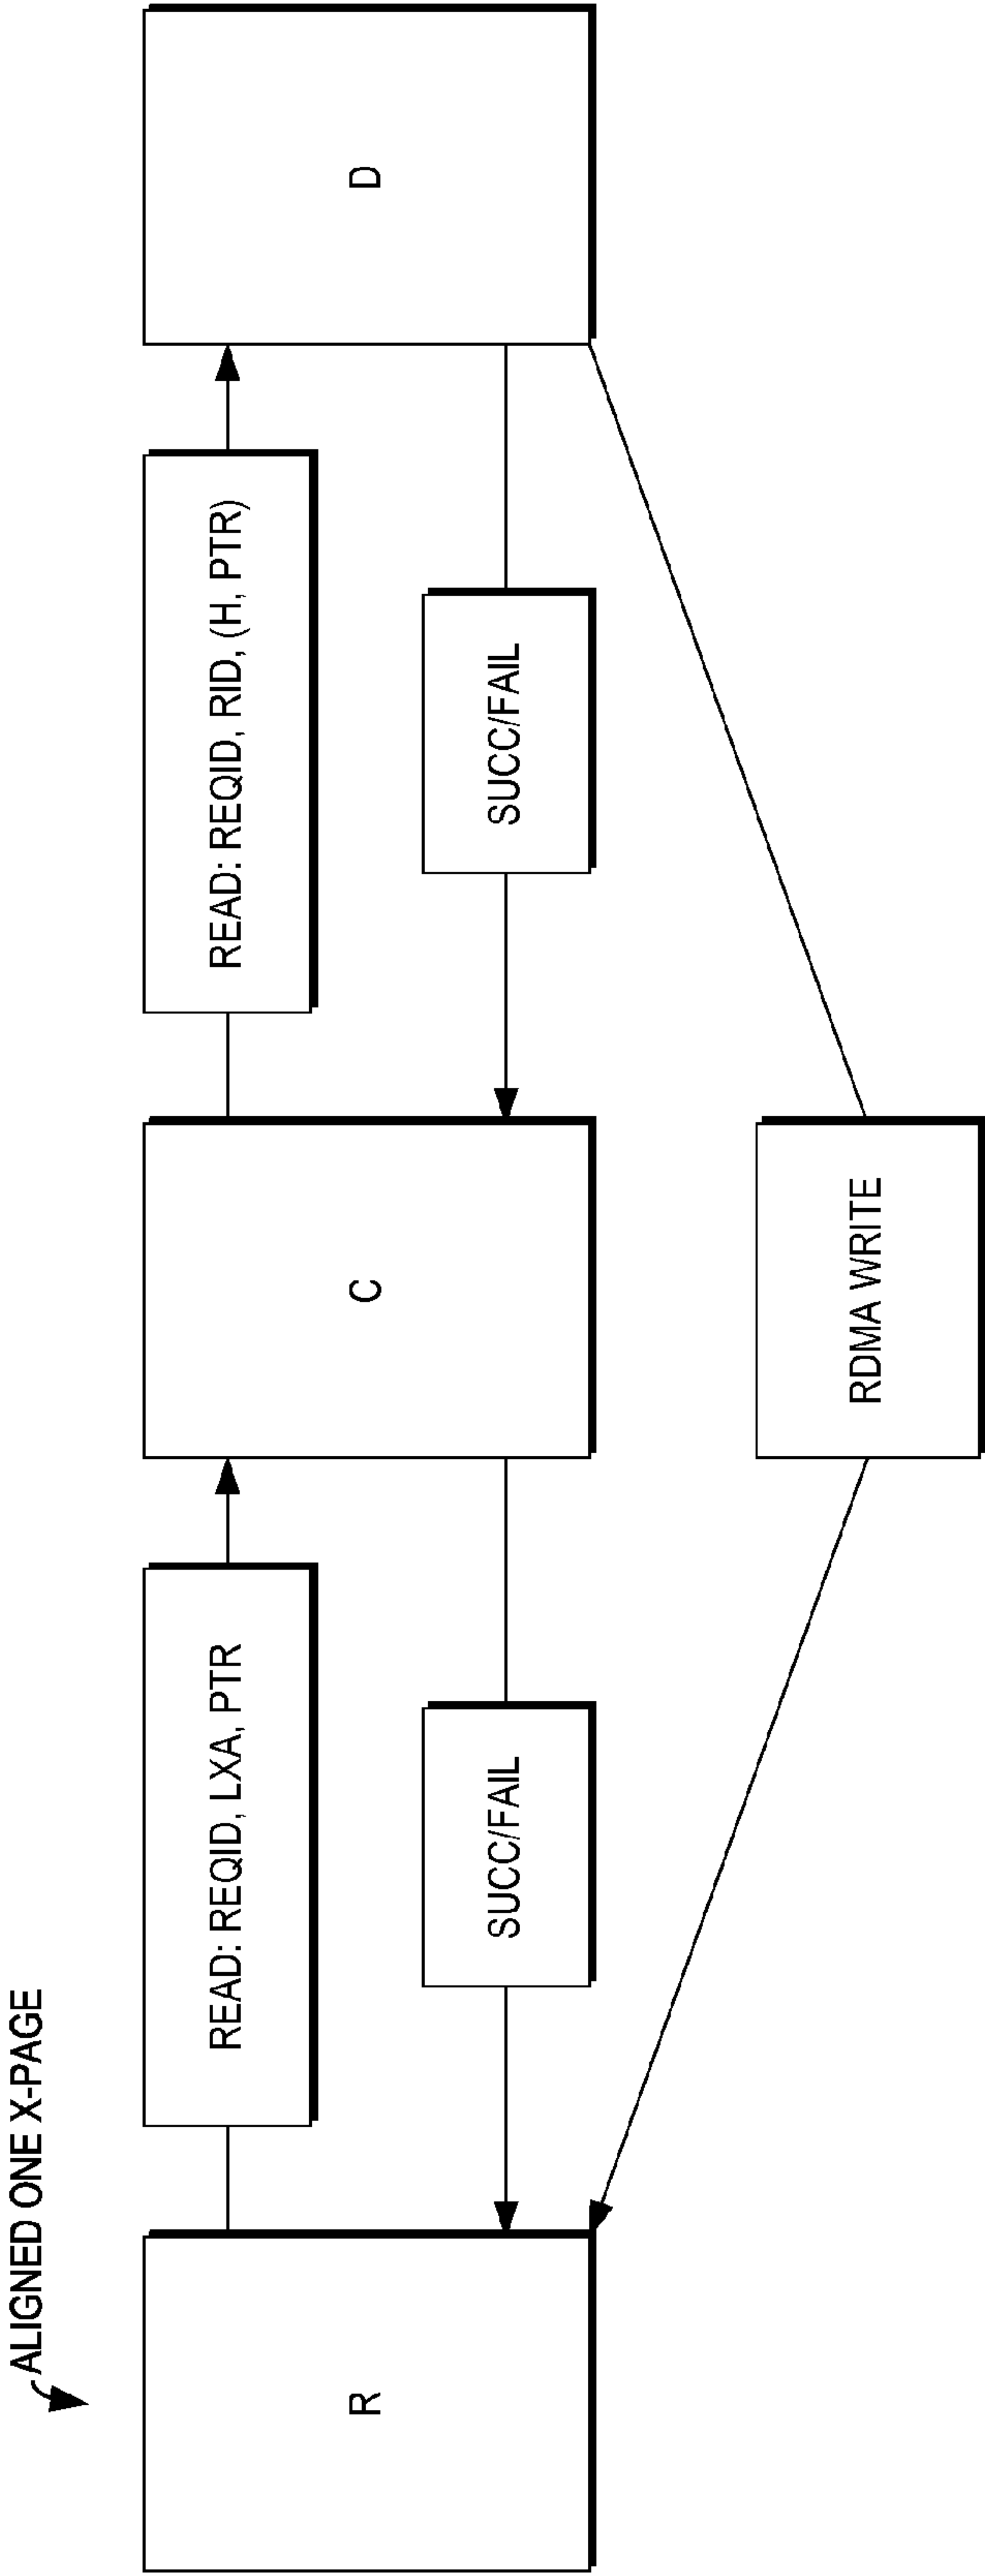 ALIGNED ONE X-PAGE
R
READ: REQID, LXA, PTR
C
READ: REQID, RID, (H, PTR)
D
SUCC/FAIL
SUCC/FAIL
RDMA WRITE